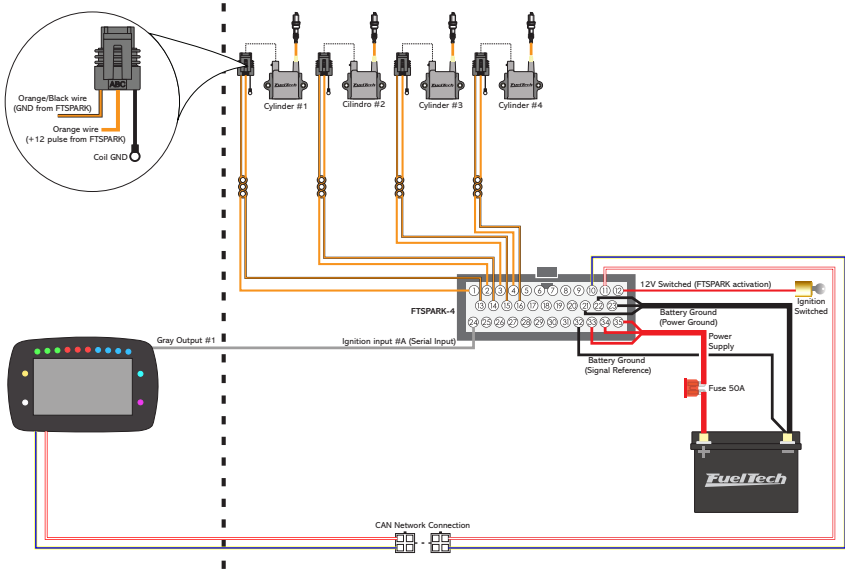 ABC
Orange/Black wire
(GND from FTSPARK)
Orange wire
(+12 pulse from FTSPARK)
Coil GND
FuelTech
FuelTech
FuelTech
FuelTech
Cylinder #1
Cilindro #2
Cylinder #3
Cylinder #4
1 2 3 4 5 6 7 8 9 10 11 12
13 14 15 16 17 18 19 20 21 22 23
24 25 26 27 28 29 30 31 32 33 34 35
FTSPARK-4
12V Switched (FTSPARK activation)
Ignition
Switched
Battery Ground
(Power Ground)
Gray Output #1
Ignition input #A (Serial Input)
Power
Supply
Battery Ground
(Signal Reference)
Fuse 50A
+
−
FuelTech
CAN Network Connection